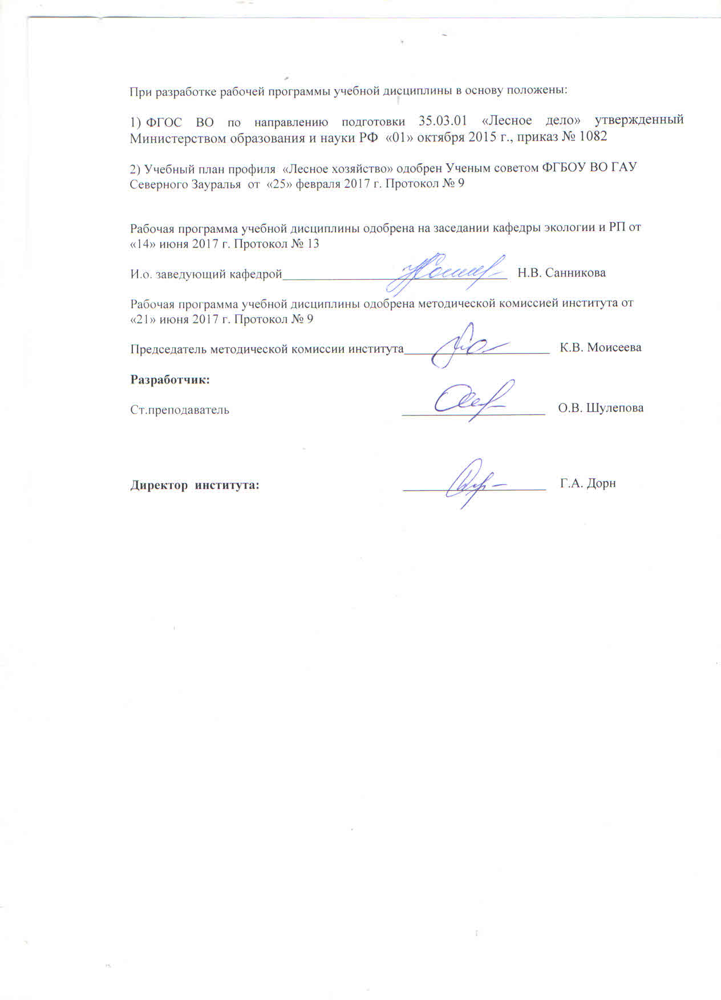 При разработке рабочей программы учебной дисциплины в основу положены:
1) ФГОС ВО по направлению подготовки 35.03.01 «Лесное дело» утвержденный
Министерством образования и науки РФ «01» октября 2015 г., приказ № 1082
2) Учебный план профиля «Лесное хозяйство» одобрен Ученым советом ФГБОУ ВО ГАУ
Северного Зауралья от «25» февраля 2017 г. Протокол № 9
Рабочая программа учебной дисциплины одобрена на заседании кафедры экологии и РП от
«14» июня 2017 г. Протокол № 13
И.о. заведующий кафедрой Н.В. Санникова
Рабочая программа учебной дисциплины одобрена методической комиссией института от
«21» июня 2017 г. Протокол № 9
Председатель методической комиссии института К.В. Моисеева
Разработчик:
Ст.преподаватель О.В. Шулепова
Директор института: Г.А. Дорн